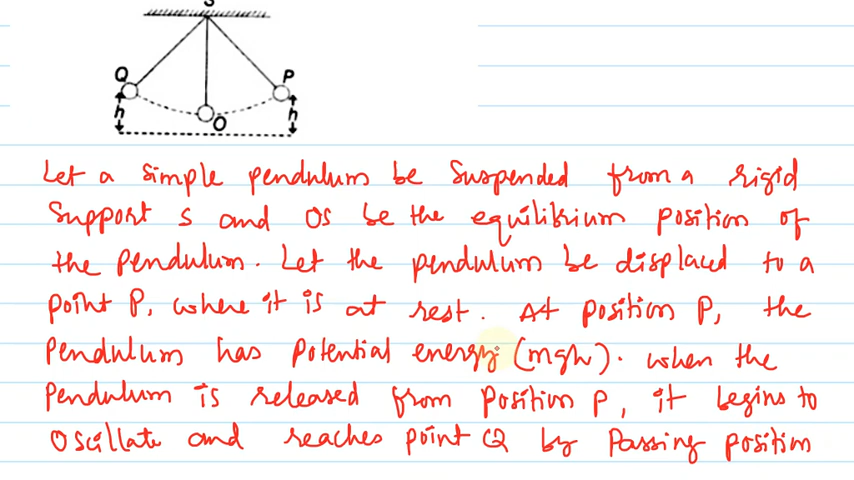 S
Q
P
h
O
h
Let a simple pendulum be suspended from a rigid
support s and os be the equilibrium position of
the pendulum. Let the pendulum be displaced to a
point P, where it is at rest. At position P, the
pendulum has potential energy (mgh). when the
pendulum is released from position P, it begins to
oscillate and reaches point Q by passing position